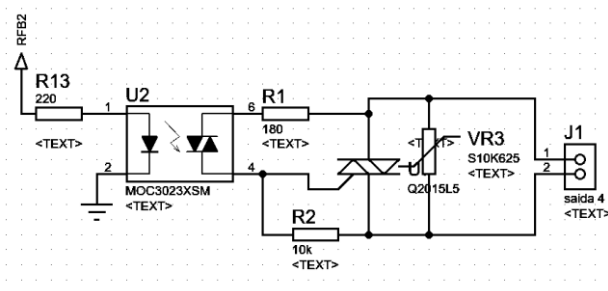 RFB2
R13
220
<TEXT>
U2
1
2
6
4
MOC3023XSM
<TEXT>
R1
180
<TEXT>
R2
10k
<TEXT>
U
Q2015L5
<TEXT>
VR3
S10K625
<TEXT>
J1
1
2
saida 4
<TEXT>